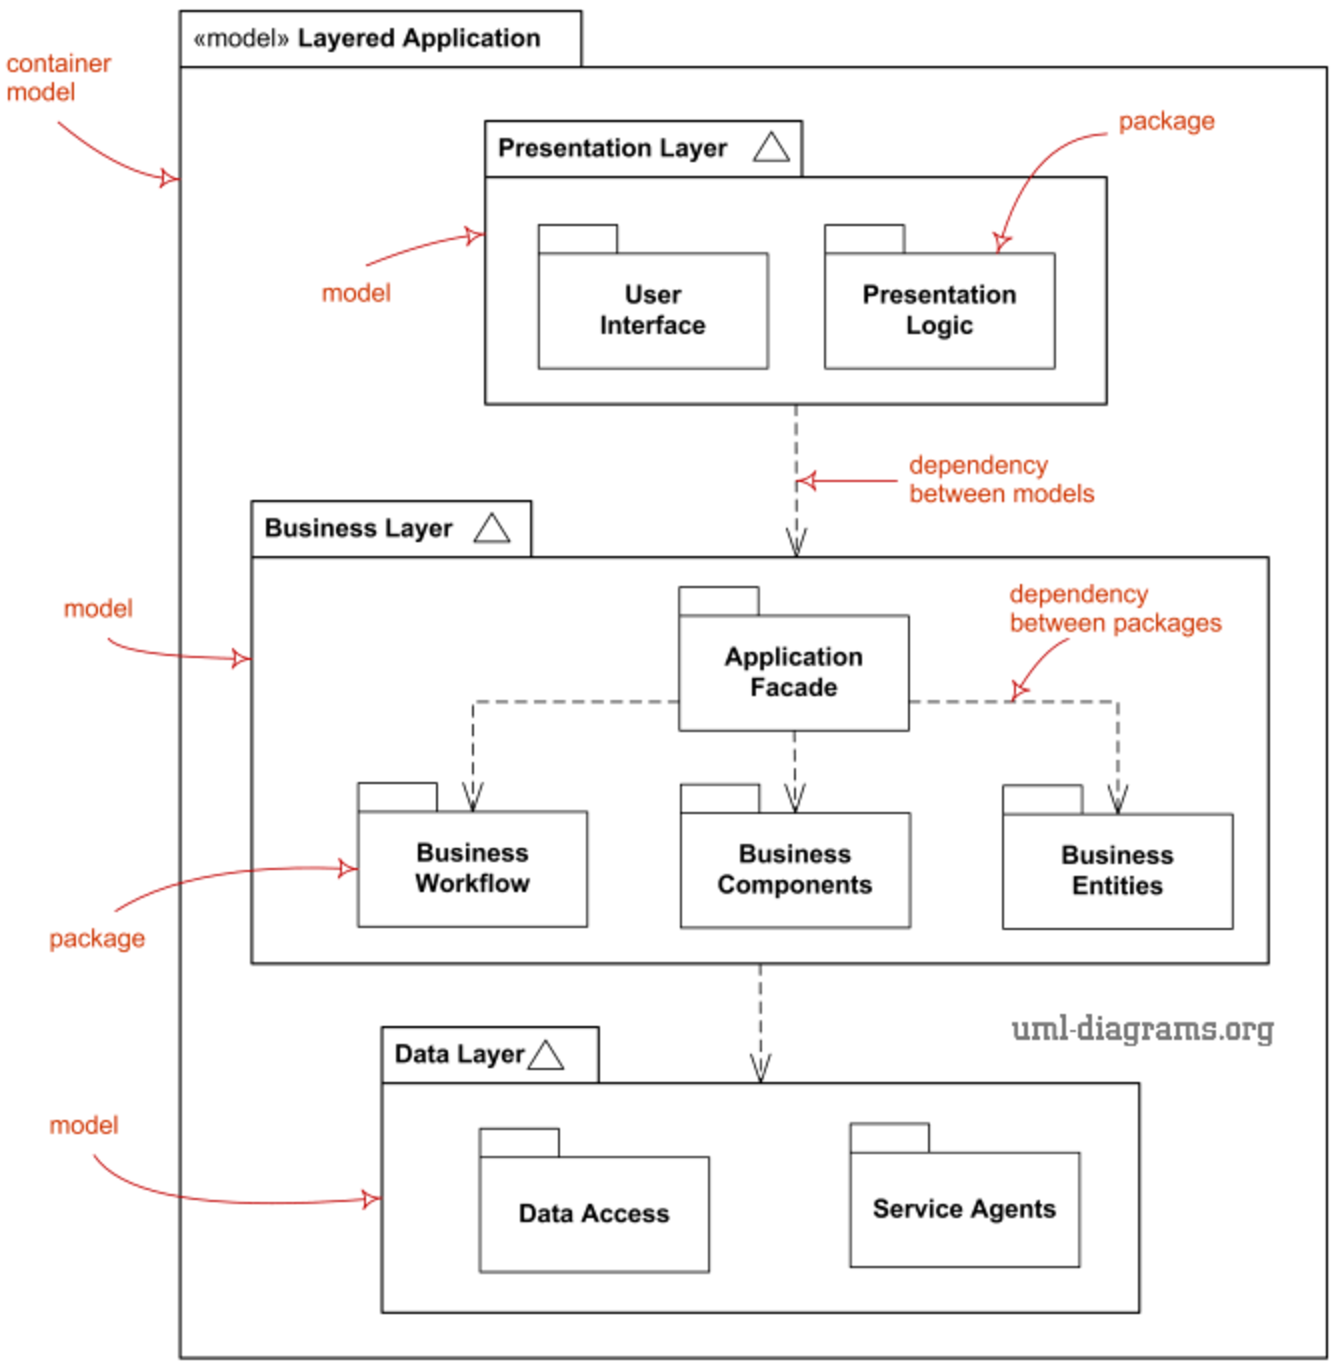 «model» Layered Application
container
model
Presentation Layer
package
model
User
Interface
Presentation
Logic
dependency
between models
Business Layer
model
dependency
between packages
Application
Facade
Business
Workflow
Business
Components
Business
Entities
package
uml-diagrams.org
Data Layer
model
Data Access
Service Agents